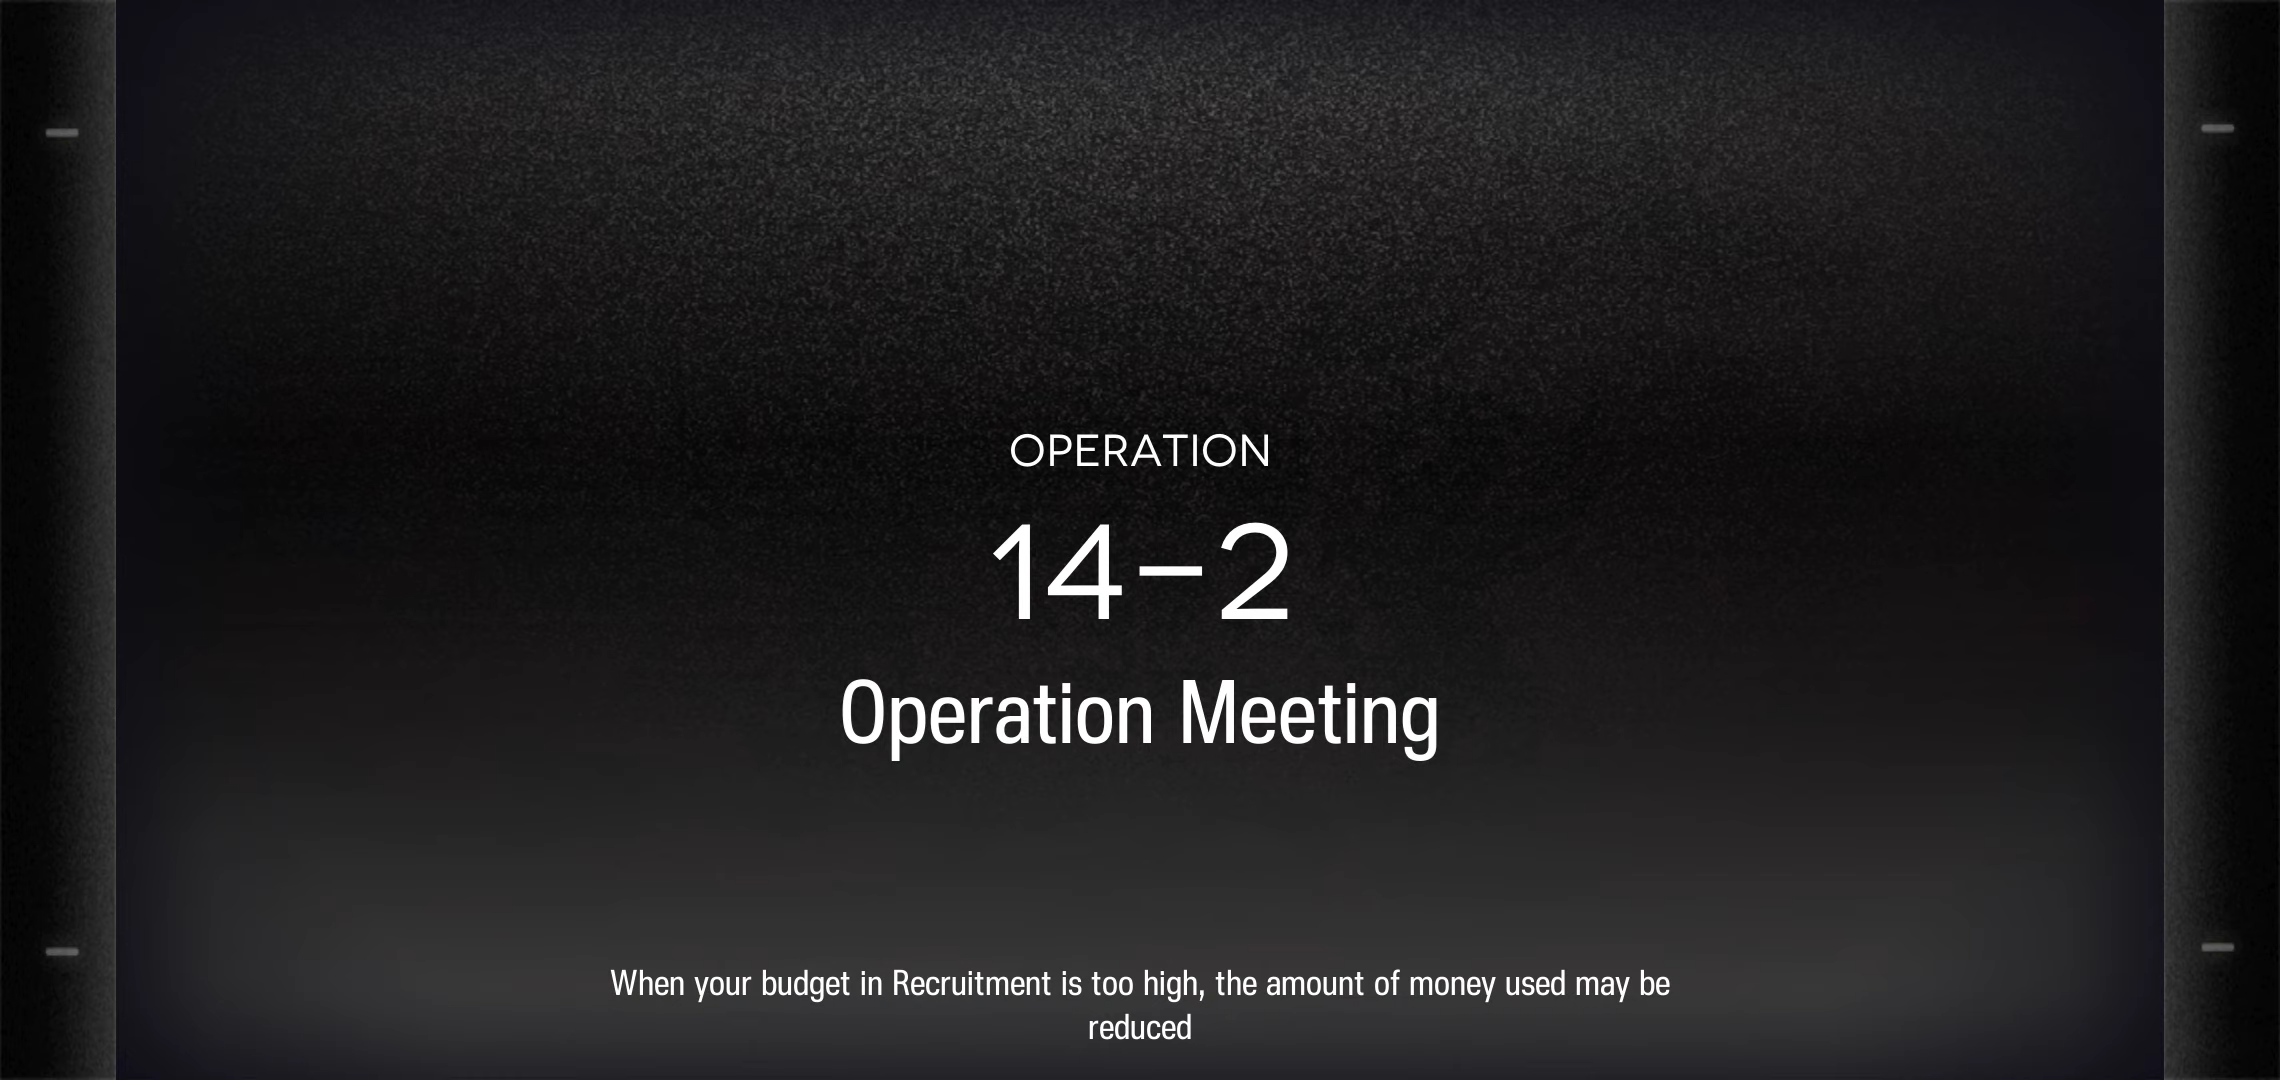 OPERATION
14-2
Operation Meeting
When your budget in Recruitment is too high, the amount of money used may be
reduced